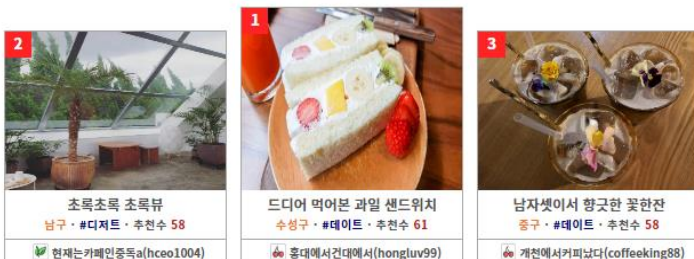 2
초록초록 초록뷰
남구 · #디저트 · 추천수 58
현재는카페인중독a(hceo1004)
1
드디어 먹어본 과일 샌드위치
수성구 · #데이트 · 추천수 61
홍대에서건대에서(hongluv99)
3
남자셋이서 향긋한 꽃한잔
중구 · #데이트 · 추천수 58
개천에서커피났다(coffeeking88)